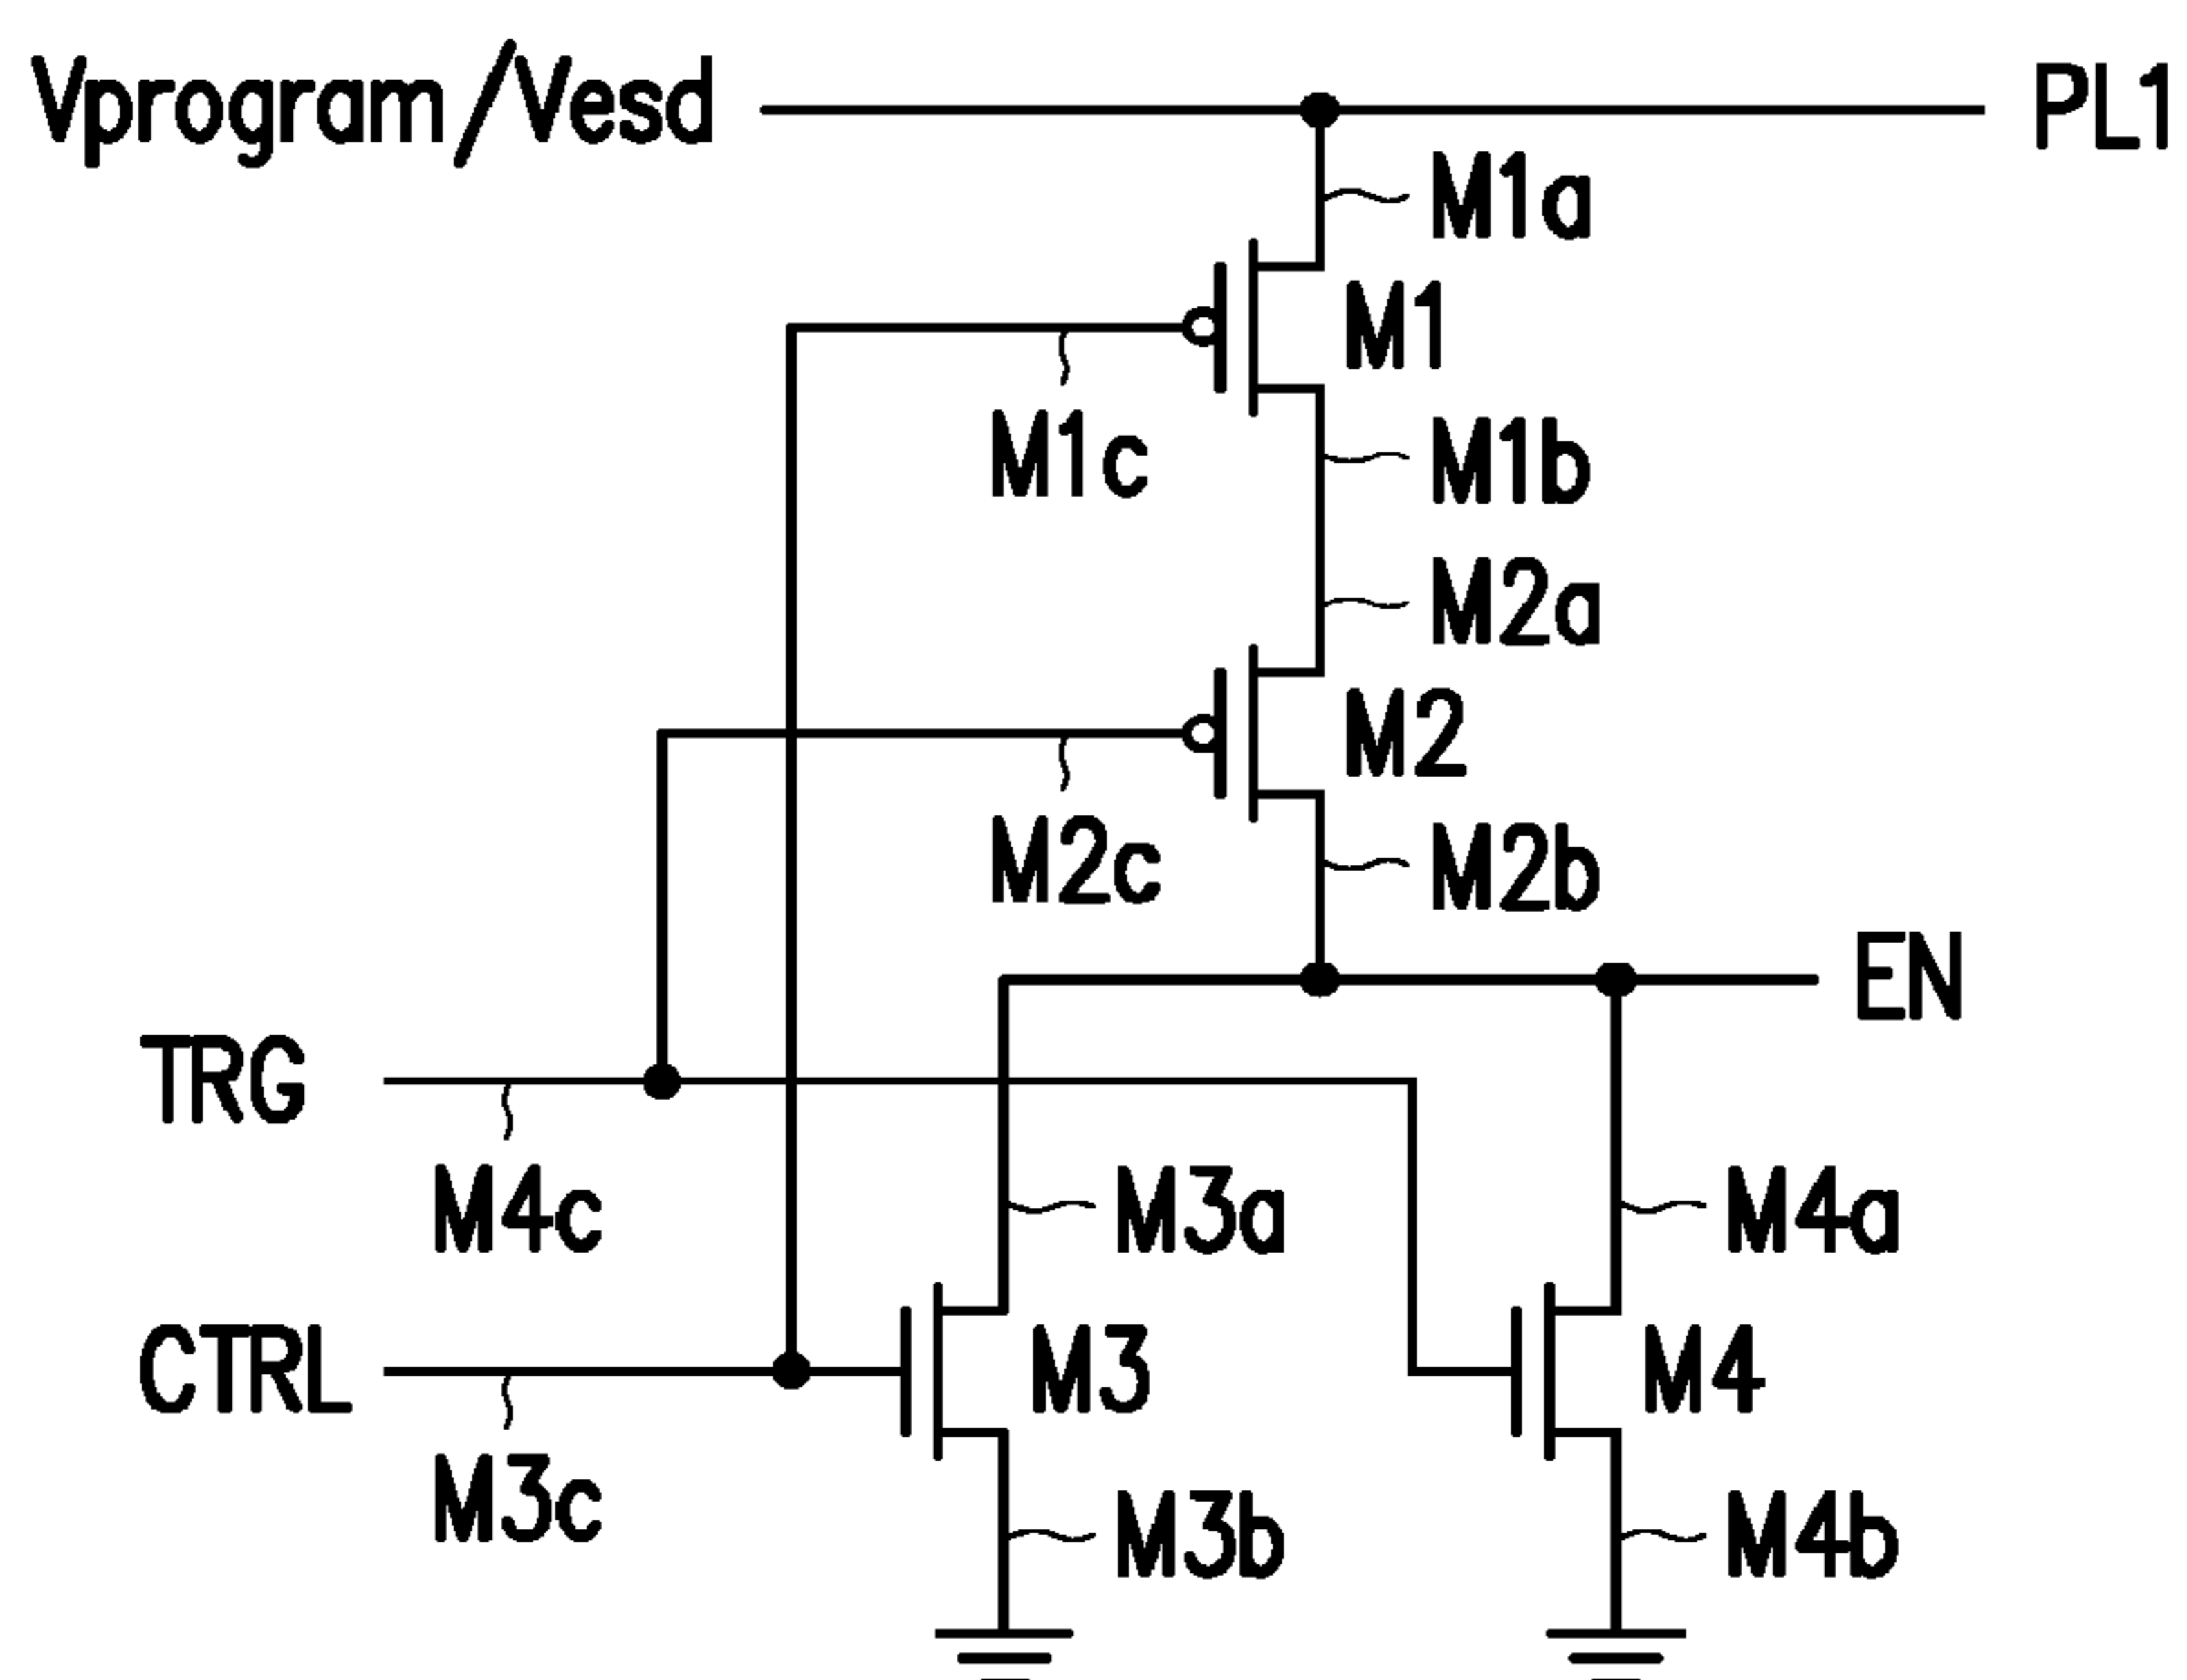 Vprogram/Vesd
PL1
M1a
M1
M1c
M1b
M2a
M2
M2c
M2b
EN
TRG
M4c
M3a
M4a
CTRL
M3
M4
M3c
M3b
M4b